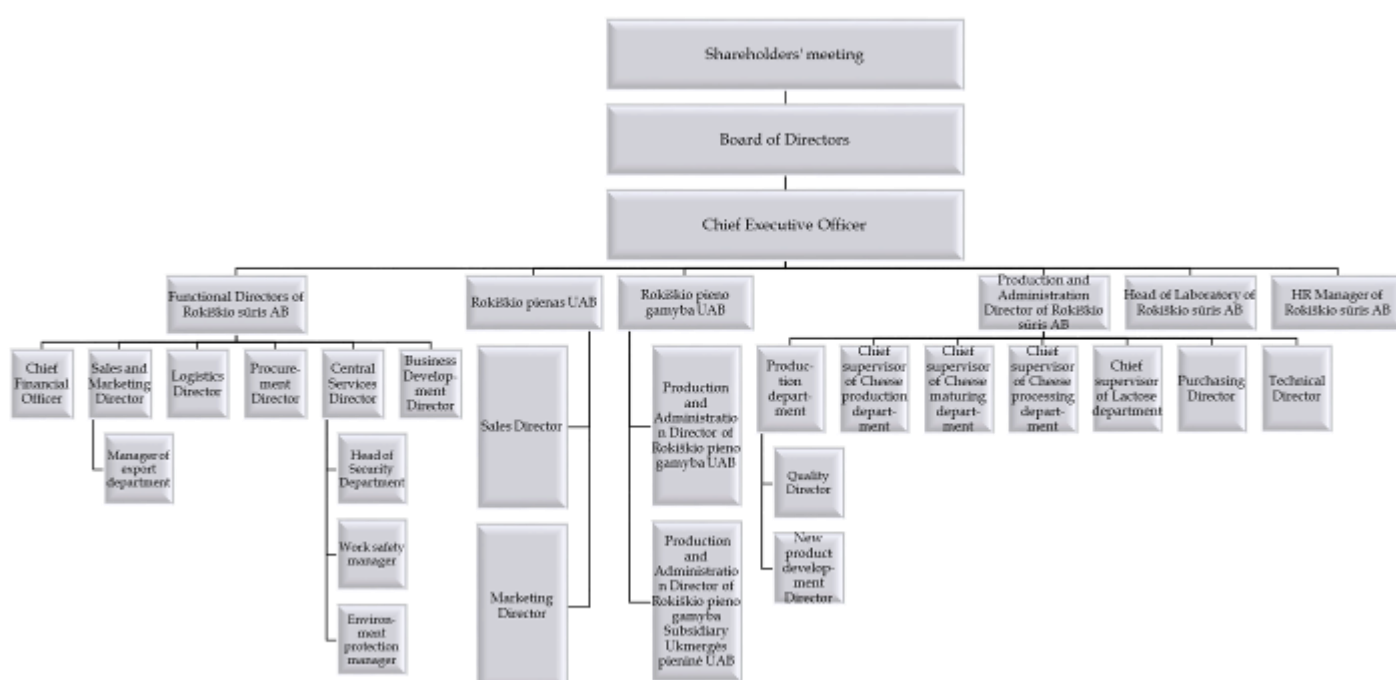 Shareholders' meeting
Board of Directors
Chief Executive Officer
Functional Directors of
Rokiškio sūris AB
Rokiškio pienas UAB
Rokiškio pieno
gamyba UAB
Production and
Administration
Director of Rokiškio
sūris AB
Head of Laboratory of
Rokiškio sūris AB
HR Manager of
Rokiškio sūris AB
Chief
Financial
Officer
Sales and
Marketing
Director
Logistics
Director
Procure-
ment
Director
Central
Services
Director
Business
Develop-
ment
Director
Manager of
export
department
Head of
Security
Department
Work safety
manager
Environ-
ment
protection
manager
Sales Director
Marketing
Director
Production
and
Administratio
n Director of
Rokiškio pieno
gamyba UAB
Production
and
Administratio
n Director of
Rokiškio pieno
gamyba
Subsidiary
Ukmergės
pieninė UAB
Produc-
tion
depart-
ment
Chief
supervisor
of Cheese
production
depart-
ment
Chief
supervisor
of Cheese
maturing
depart-
ment
Chief
supervisor
of Cheese
processing
depart-
ment
Chief
supervisor
of Lactose
department
Purchasing
Director
Technical
Director
Quality
Director
New
product
develop-
ment
Director